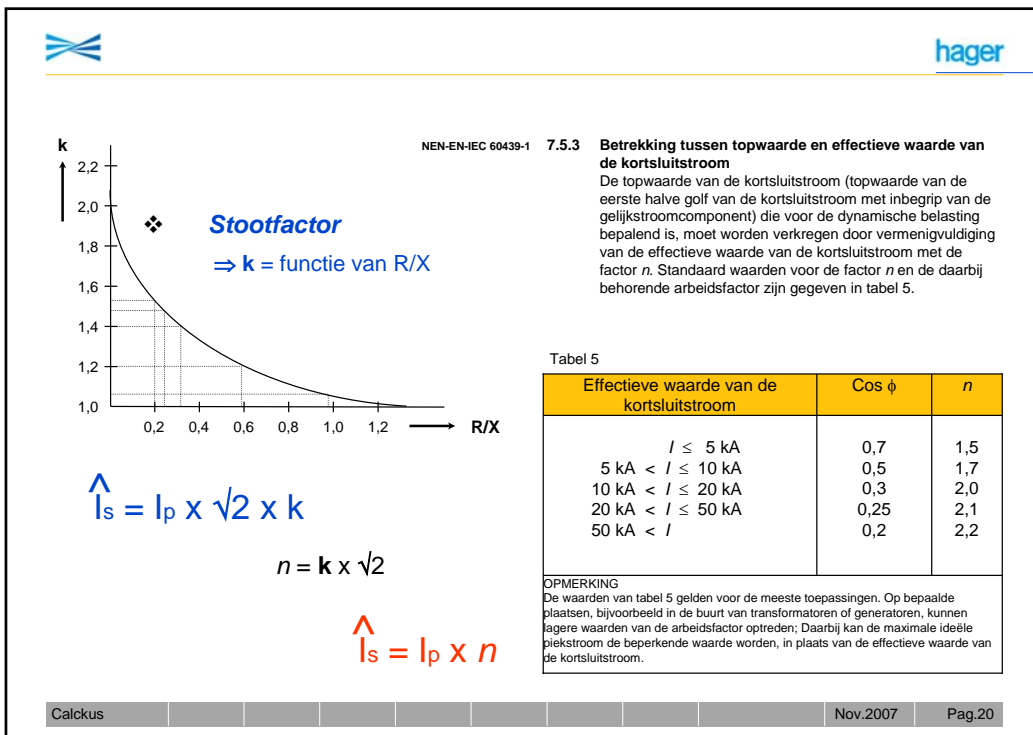 hager
k
2,2
2,0
1,8
1,6
1,4
1,2
1,0
0,2 0,4 0,6 0,8 1,0 1,2 R/X
❖ Stootfactor
⇒ k = functie van R/X
Îs = Ip x √2 x k
n = k x √2
Îs = Ip x n
NEN-EN-IEC 60439-1 7.5.3 Betrekking tussen topwaarde en effectieve waarde van
de kortsluitstroom
De topwaarde van de kortsluitstroom (topwaarde van de
eerste halve golf van de kortsluitstroom met inbegrip van de
gelijkstroomcomponent) die voor de dynamische belasting
bepalend is, moet worden verkregen door vermenigvuldiging
van de effectieve waarde van de kortsluitstroom met de
factor n. Standaard waarden voor de factor n en de daarbij
behorende arbeidsfactor zijn gegeven in tabel 5.
Tabel 5
Effectieve waarde van de
kortsluitstroom
Cos ϕ
n
I ≤ 5 kA 0,7 1,5
5 kA < I ≤ 10 kA 0,5 1,7
10 kA < I ≤ 20 kA 0,3 2,0
20 kA < I ≤ 50 kA 0,25 2,1
50 kA < I 0,2 2,2
OPMERKING
De waarden van tabel 5 gelden voor de meeste toepassingen. Op bepaalde
plaatsen, bijvoorbeeld in de buurt van transformatoren of generatoren, kunnen
lagere waarden van de arbeidsfactor optreden; Daarbij kan de maximale ideële
piekstroom de beperkende waarde worden, in plaats van de effectieve waarde van
de kortsluitstroom.
Calckus Nov.2007 Pag.20